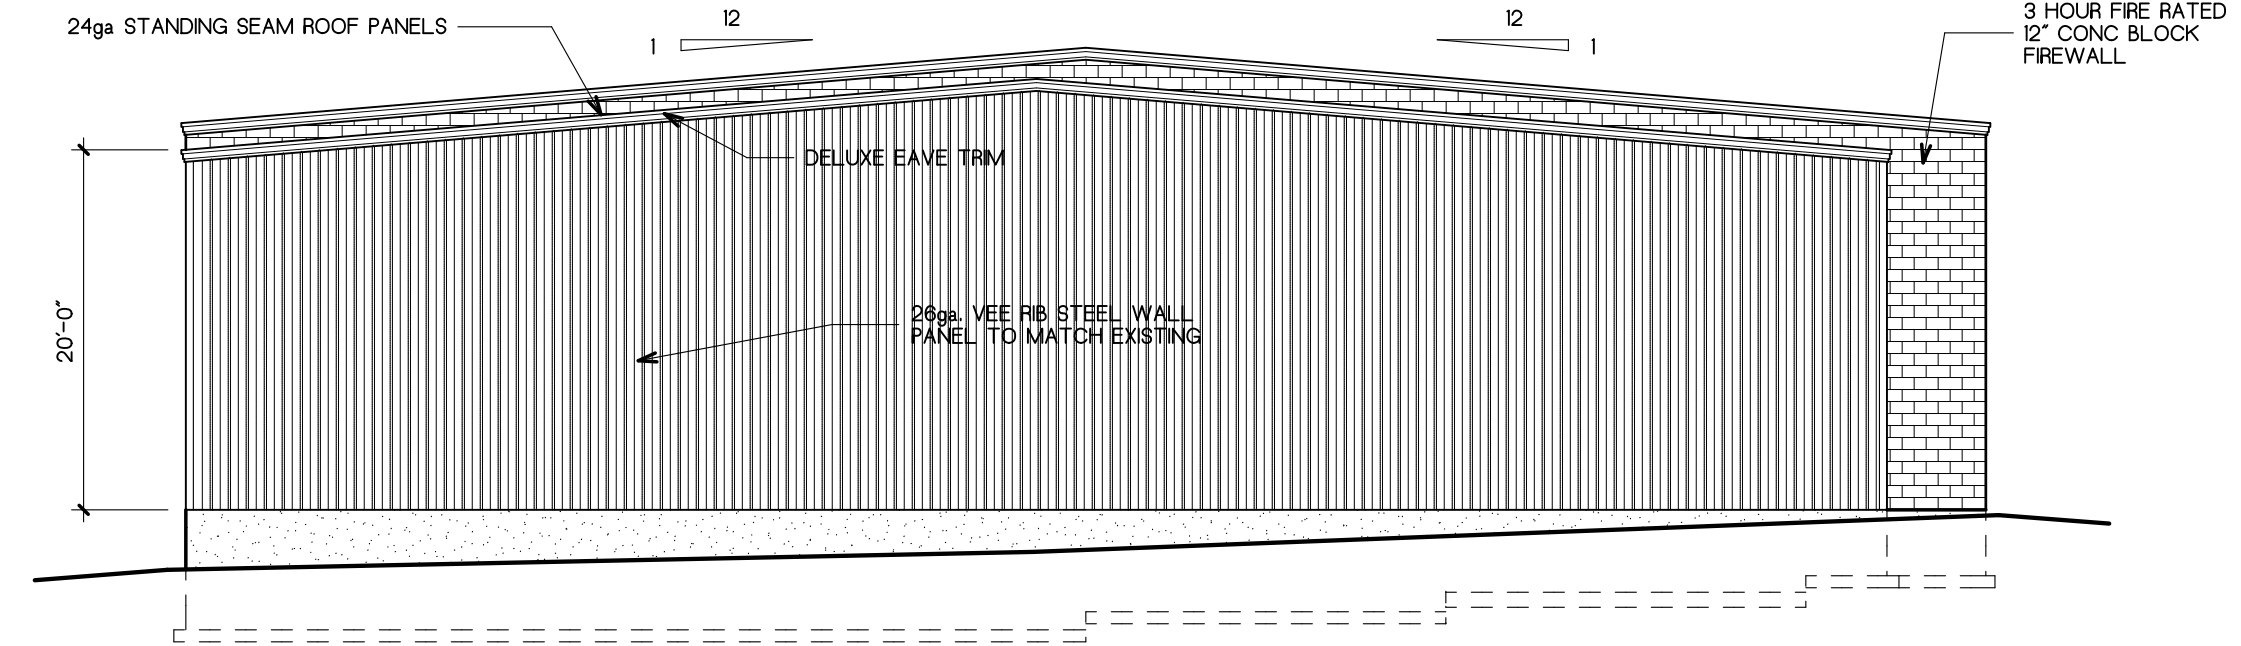 24ga STANDING SEAM ROOF PANELS
12
1
12
1
3 HOUR FIRE RATED
12" CONC BLOCK
FIREWALL
DELUXE EAVE TRIM
20'-0"
26ga. VEE RIB STEEL WALL
PANEL TO MATCH EXISTING